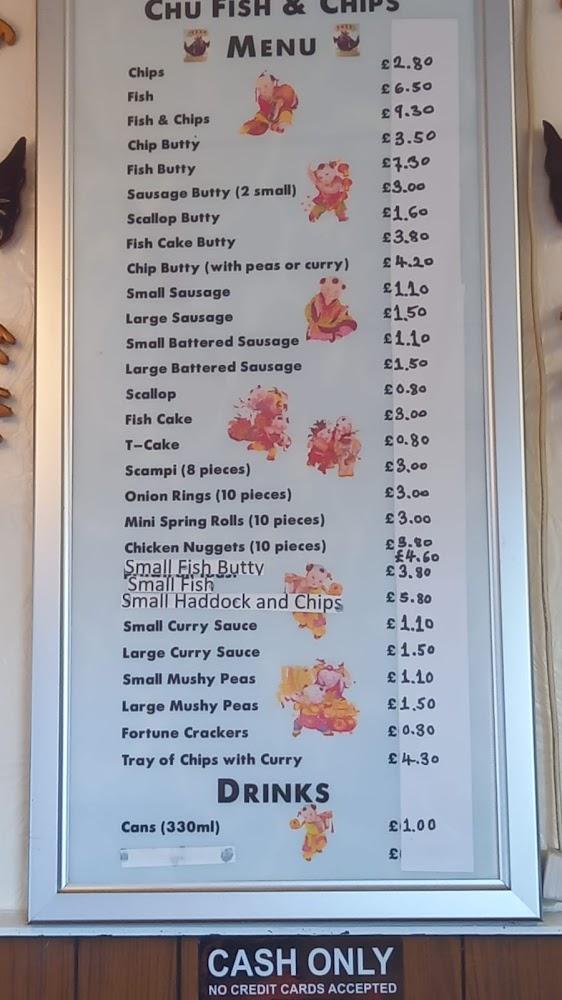 CHU FISH & CHIPS
MENU
Chips £2.80
Fish £6.50
Fish & Chips £9.30
Chip Butty £3.50
Fish Butty £7.30
Sausage Butty (2 small) £3.00
Scallop Butty £1.60
Fish Cake Butty £3.80
Chip Butty (with peas or curry) £4.20
Small Sausage £1.10
Large Sausage £1.50
Small Battered Sausage £1.10
Large Battered Sausage £1.50
Scallop £0.80
Fish Cake £3.00
T-Cake £0.80
Scampi (8 pieces) £3.00
Onion Rings (10 pieces) £3.00
Mini Spring Rolls (10 pieces) £3.00
Chicken Nuggets (10 pieces) £3.80
Small Fish Butty £4.60
Small Fish £3.80
Small Haddock and Chips £5.80
Small Curry Sauce £1.10
Large Curry Sauce £1.50
Small Mushy Peas £1.10
Large Mushy Peas £1.50
Fortune Crackers £0.30
Tray of Chips with Curry £4.30
DRINKS
Cans (330ml) £1.00
£
CASH ONLY
NO CREDIT CARDS ACCEPTED